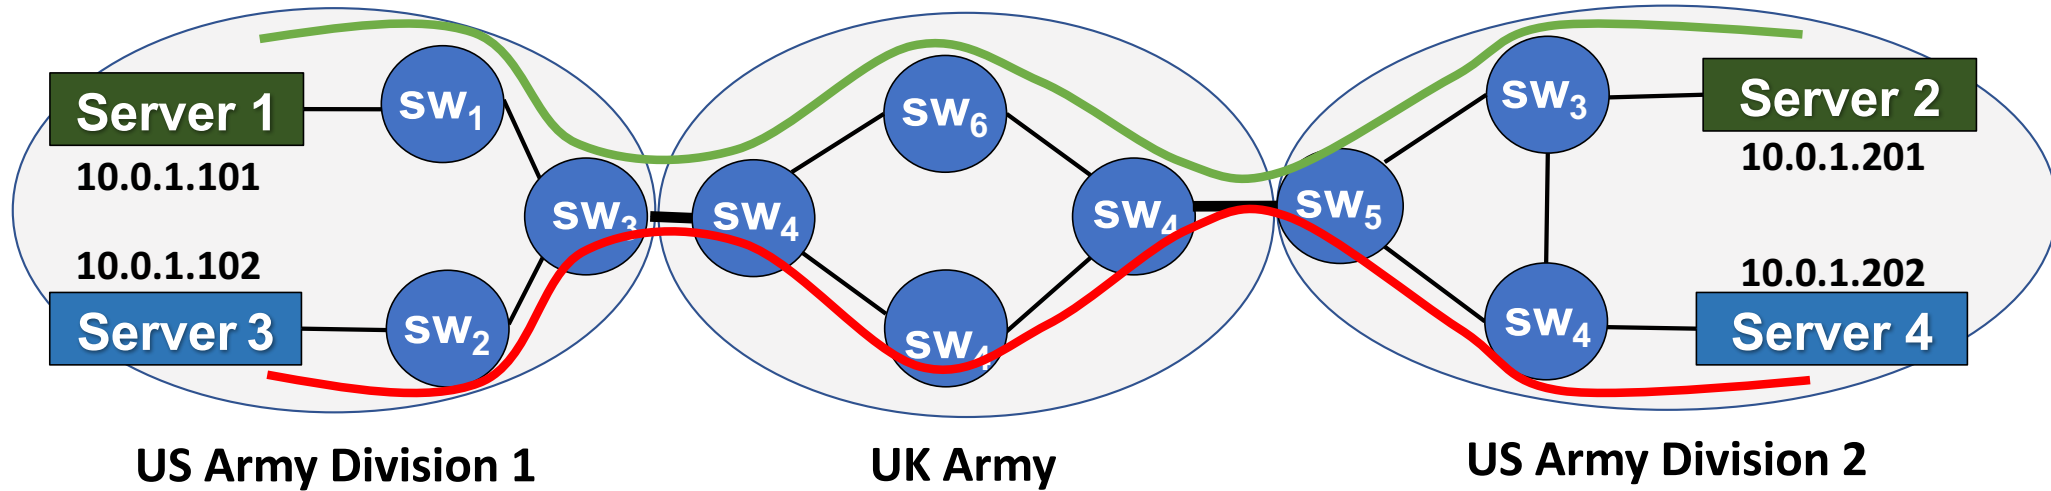 Server 1
10.0.1.101
10.0.1.102
Server 3
sw1
sw2
sw3
US Army Division 1
sw4
sw6
sw4
sw4
UK Army
sw5
sw3
sw4
Server 2
10.0.1.201
10.0.1.202
Server 4
US Army Division 2